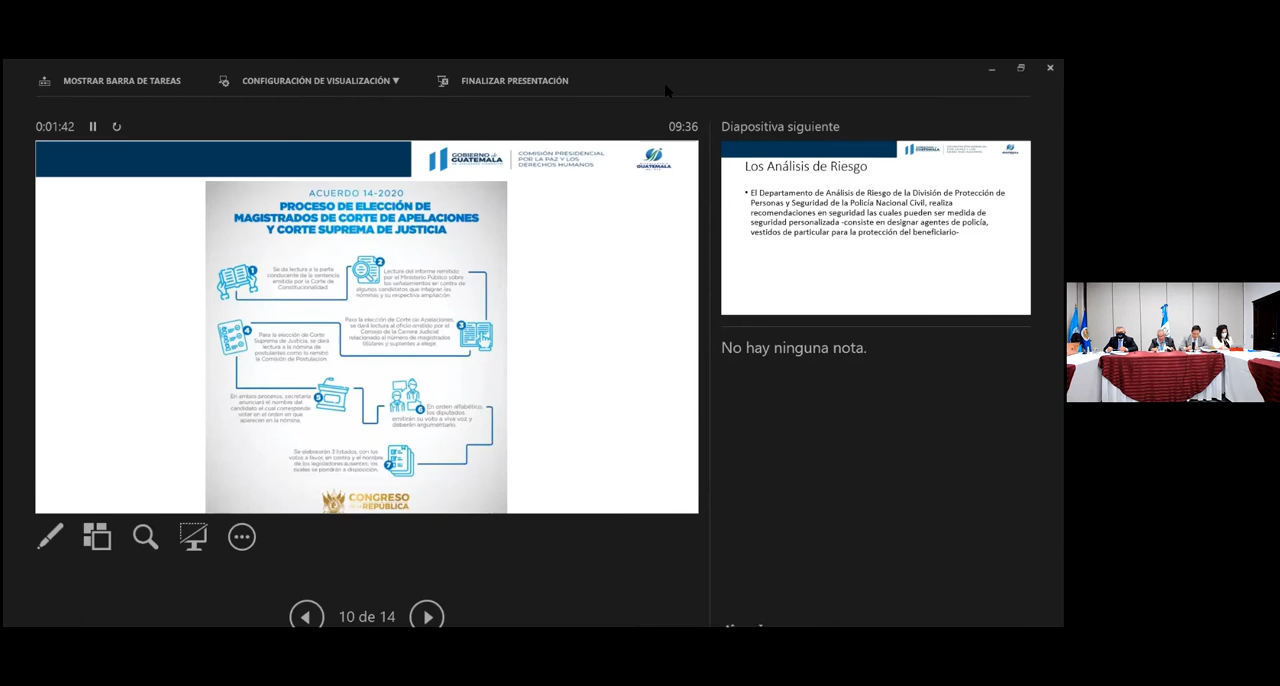 MOSTRAR BARRA DE TAREAS
CONFIGURACIÓN DE VISUALIZACIÓN ▼
FINALIZAR PRESENTACIÓN
0:01:42
09:36
GOBIERNO de
GUATEMALA
COMISIÓN PRESIDENCIAL
POR LA PAZ Y LOS
DERECHOS HUMANOS
GUATEMALA
ACUERDO 14-2020
PROCESO DE ELECCIÓN DE
MAGISTRADOS DE CORTE DE APELACIONES
Y CORTE SUPREMA DE JUSTICIA
1
Se da lectura a la parte
conducente de la sentencia
emitida por la Corte de
Constitucionalidad
2
Lectura del informe remitido
por el Ministerio Público sobre
los señalamientos en contra de
algunos candidatos que integran las
nóminas y su respectiva ampliación.
3
Para la elección de Corte de Apelaciones,
se dará lectura al oficio emitido por el
Consejo de la Carrera Judicial
relacionado al número de magistrados
titulares y suplentes a elegir.
4
Para la elección de Corte
Suprema de Justicia, se dará
lectura a la nómina de
postulantes como lo remitió
la Comisión de Postulación.
5
En ambos procesos, secretaría
anunciará el nombre del
candidato al cual corresponde
votar en el orden en que
aparecen en la nómina.
6
En orden alfabético,
los diputados
emitirán su voto a viva voz y
deberán argumentarlo.
7
Se elaborarán 3 listados, con los
votos a favor, en contra y el nombre
de los legisladores ausentes, los
cuales se pondrán a disposición.
CONGRESO
REPÚBLICA
10 de 14
Diapositiva siguiente
Los Análisis de Riesgo
• El Departamento de Análisis de Riesgo de la División de Protección de
Personas y Seguridad de la Policía Nacional Civil, realiza
recomendaciones en seguridad las cuales pueden ser medida de
seguridad personalizada -consiste en designar agentes de policía,
vestidos de particular para la protección del beneficiario-
No hay ninguna nota.